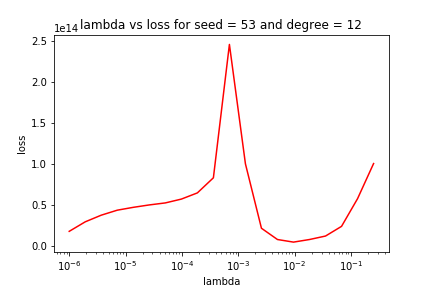 lambda vs loss for seed = 53 and degree = 12
1e14
2.5
2.0
1.5
1.0
0.5
0.0
loss
10⁻⁶ 10⁻⁵ 10⁻⁴ 10⁻³ 10⁻² 10⁻¹
lambda